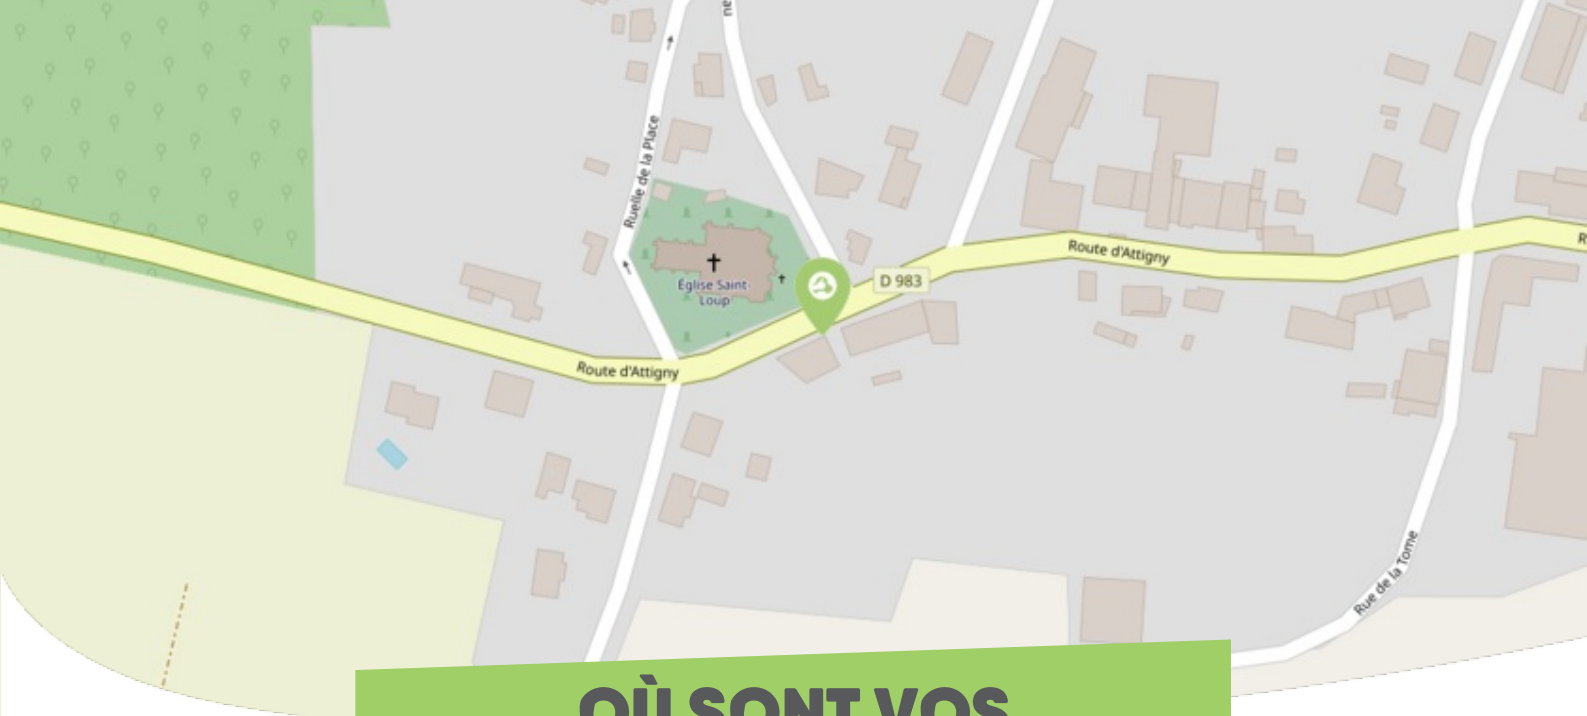 ne
Ruelle de la Place
Église Saint-
Loup
D 983
Route d'Attigny
R
Route d'Attigny
Rue de la Tome
OÙ SONT VOS